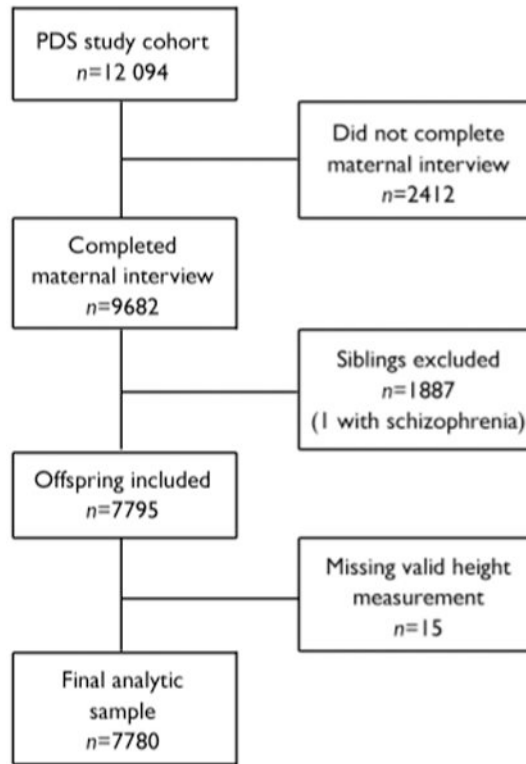 PDS study cohort
n=12 094
Did not complete
maternal interview
n=2412
Completed
maternal interview
n=9682
Siblings excluded
n=1887
(1 with schizophrenia)
Offspring included
n=7795
Missing valid height
measurement
n=15
Final analytic
sample
n=7780